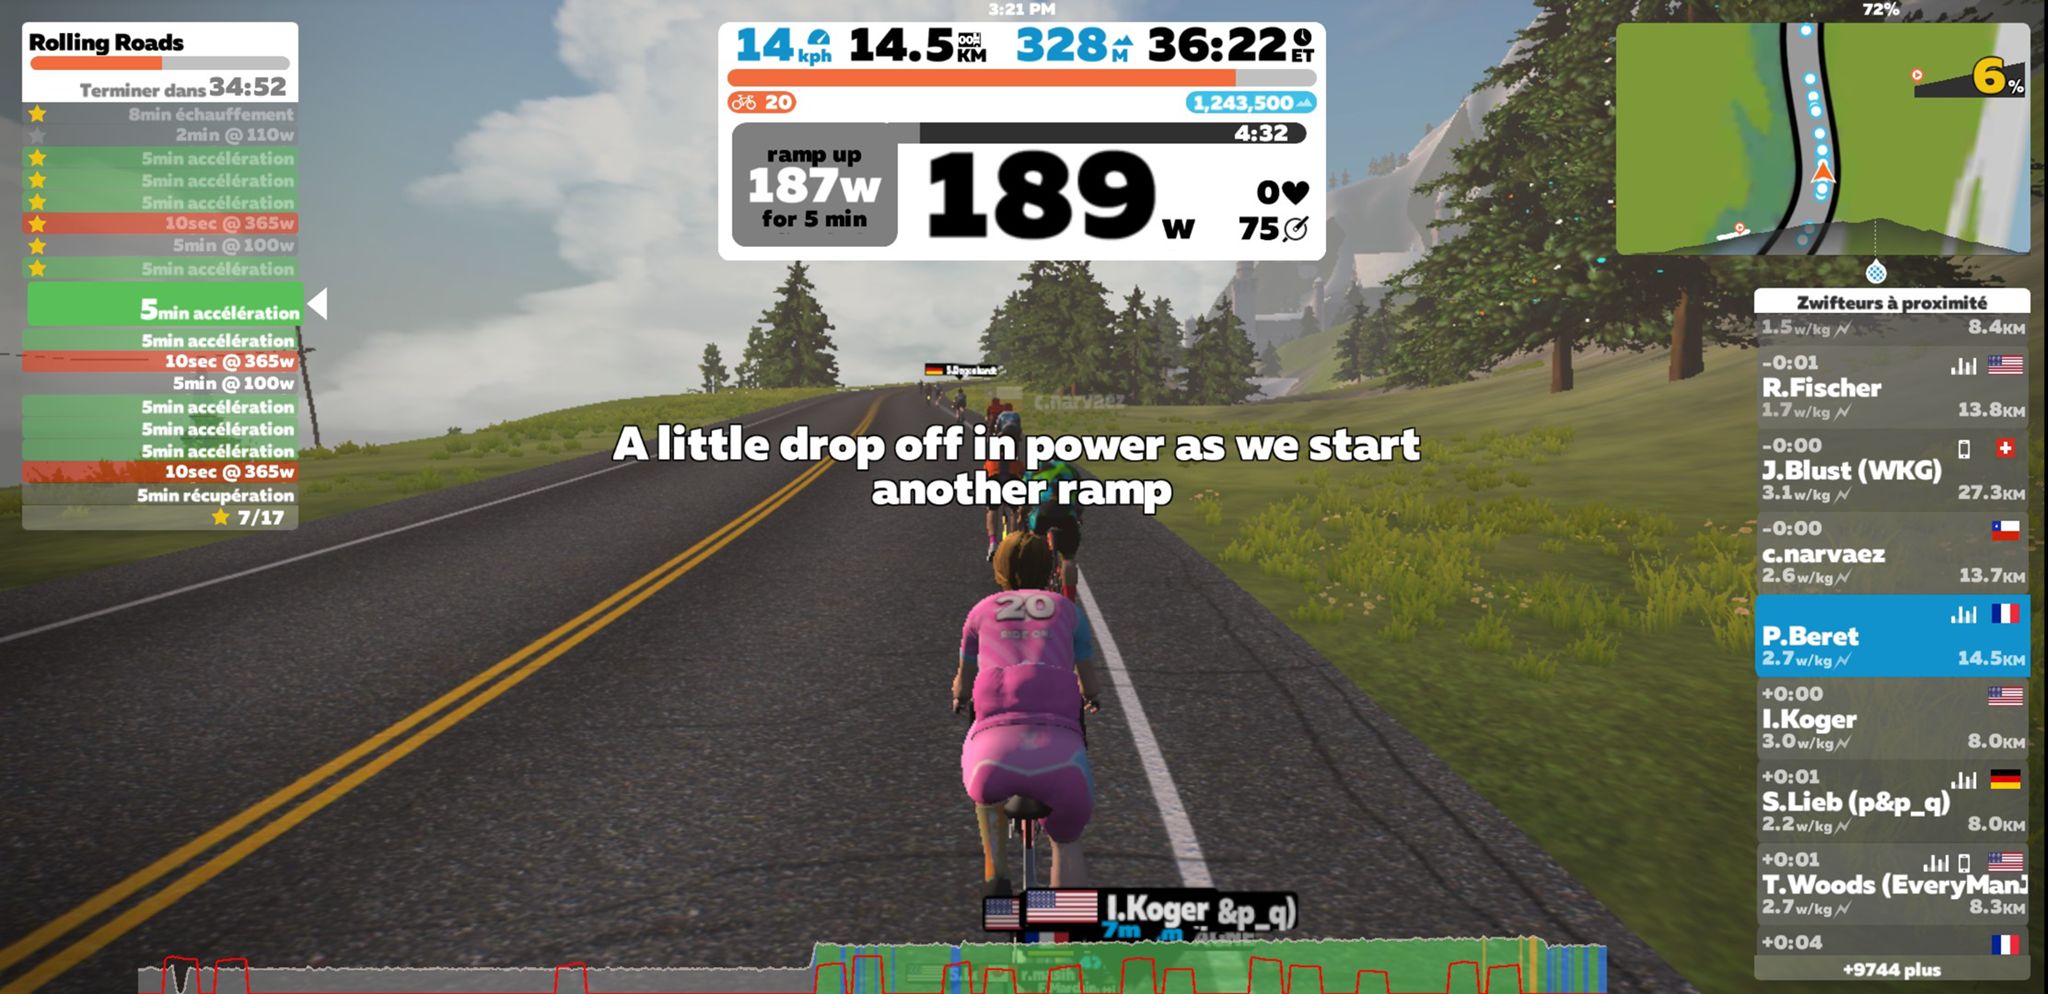 3:21 PM
72%
Rolling Roads
Terminer dans 34:52
8min échauffement
2min @ 110w
5min accélération
5min accélération
5min accélération
10sec @ 365w
5min @ 100w
5min accélération
5min accélération
5min accélération
10sec @ 365w
5min @ 100w
5min accélération
5min accélération
5min accélération
10sec @ 365w
5min récupération
7/17
14 kph 14.5 KM 328 M 36:22 ET
20
1,243,500
4:32
ramp up
187w
for 5 min
189 w
0
75
6%
S.Degenhardt
c.narvaez
A little drop off in power as we start
another ramp
20
RIDE ON
I.Koger &p_q)
7m
Zwifteurs à proximité
1.5w/kg 8.4KM
-0:01
R.Fischer
1.7w/kg 13.8KM
-0:00
J.Blust (WKG)
3.1w/kg 27.3KM
-0:00
c.narvaez
2.6w/kg 13.7KM
P.Beret
2.7w/kg 14.5KM
+0:00
I.Koger
3.0w/kg 8.0KM
+0:01
S.Lieb (p&p_q)
2.2w/kg 8.0KM
+0:01
T.Woods (EveryManJ
2.7w/kg 8.3KM
+0:04
+9744 plus